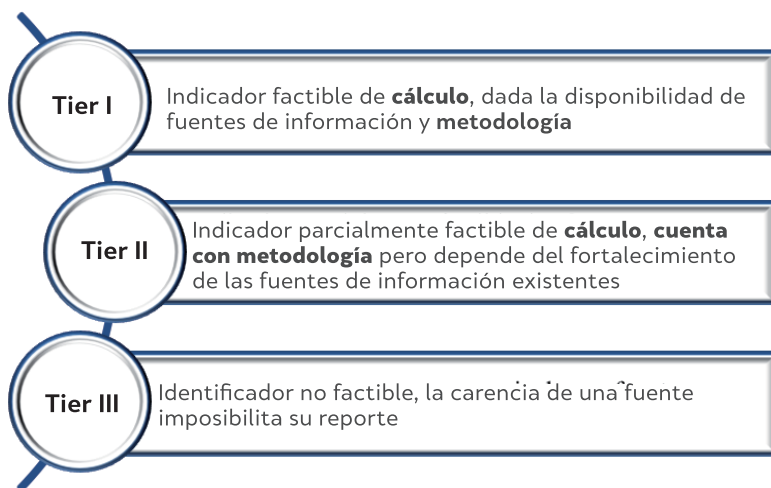 Tier I
Indicador factible de cálculo, dada la disponibilidad de
fuentes de información y metodología
Tier II
Indicador parcialmente factible de cálculo, cuenta
con metodología pero depende del fortalecimiento
de las fuentes de información existentes
Tier III
Identificador no factible, la carencia de una fuente
imposibilita su reporte